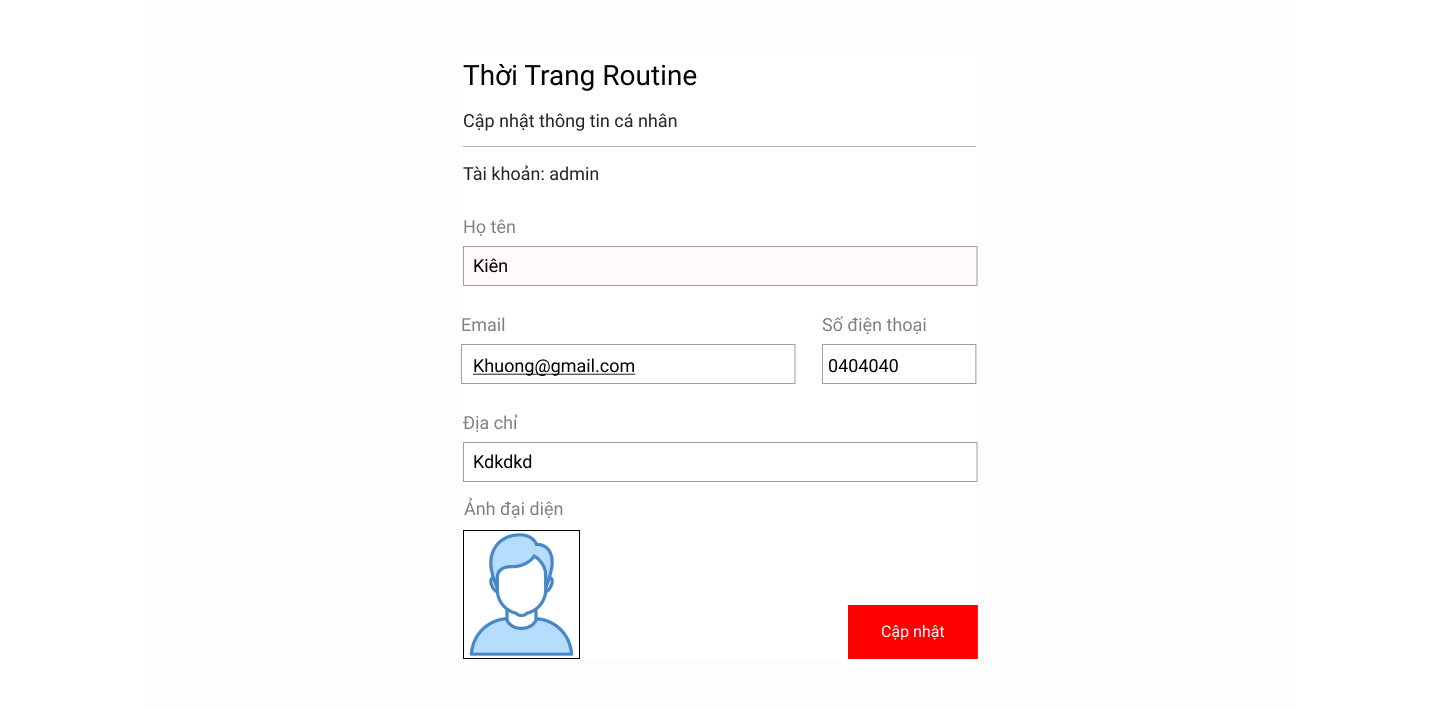 Thời Trang Routine
Cập nhật thông tin cá nhân
Tài khoản: admin
Họ tên
Kiên
Email
Số điện thoại
Khuong@gmail.com
0404040
Địa chỉ
Kdkdkd
Ảnh đại diện
Cập nhật